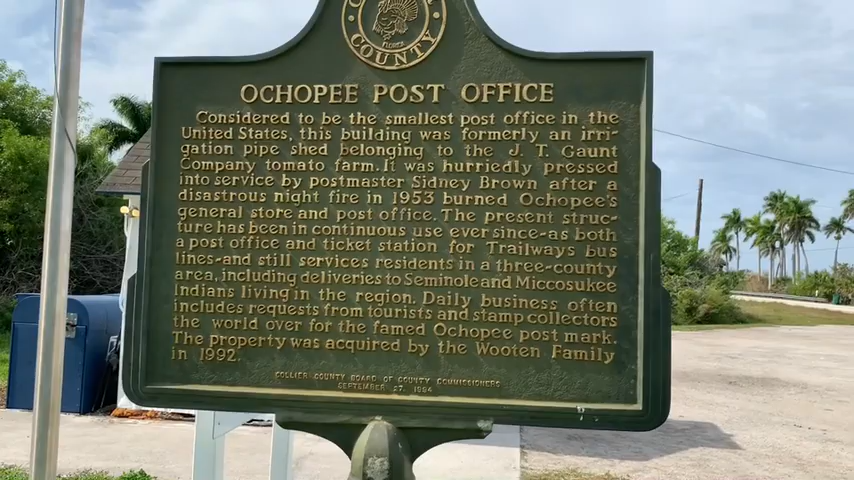 COUNTY
FLORIDA
OCHOPEE POST OFFICE
Considered to be the smallest post office in the
United States, this building was formerly an irri-
gation pipe shed belonging to the J. T. Gaunt
Company tomato farm. It was hurriedly pressed
into service by postmaster Sidney Brown after a
disastrous night fire in 1953 burned Ochopee's
general store and post office. The present struc-
ture has been in continuous use ever since-as both
a post office and ticket station for Trailways bus
lines-and still services residents in a three-county
area, including deliveries to Seminole and Miccosukee
Indians living in the region. Daily business often
includes requests from tourists and stamp collectors
the world over for the famed Ochopee post mark.
The property was acquired by the Wooten Family
in 1992.
COLLIER COUNTY BOARD OF COUNTY COMMISSIONERS
SEPTEMBER 27, 1994